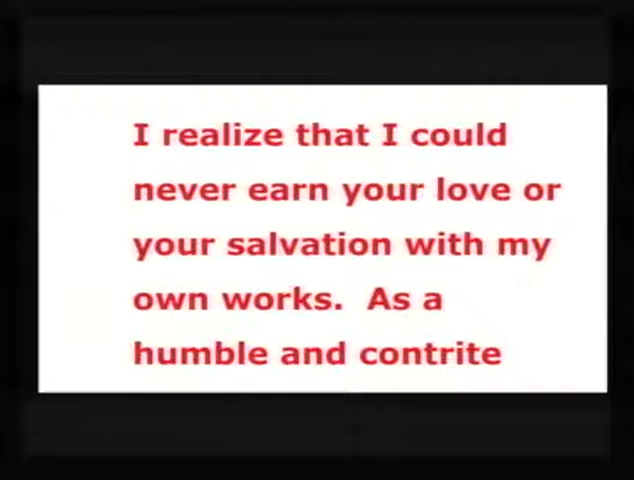 I realize that I could
never earn your love or
your salvation with my
own works.  As a
humble and contrite